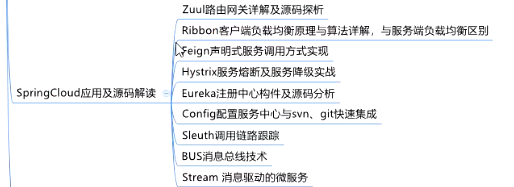 Zuul路由网关详解及源码探析
Ribbon客户端负载均衡原理与算法详解，与服务端负载均衡区别
Feign声明式服务调用方式实现
Hystrix服务熔断及服务降级实战
SpringCloud应用及源码解读
Eureka注册中心构件及源码分析
Config配置服务中心与svn、git快速集成
Sleuth调用链路跟踪
BUS消息总线技术
Stream 消息驱动的微服务